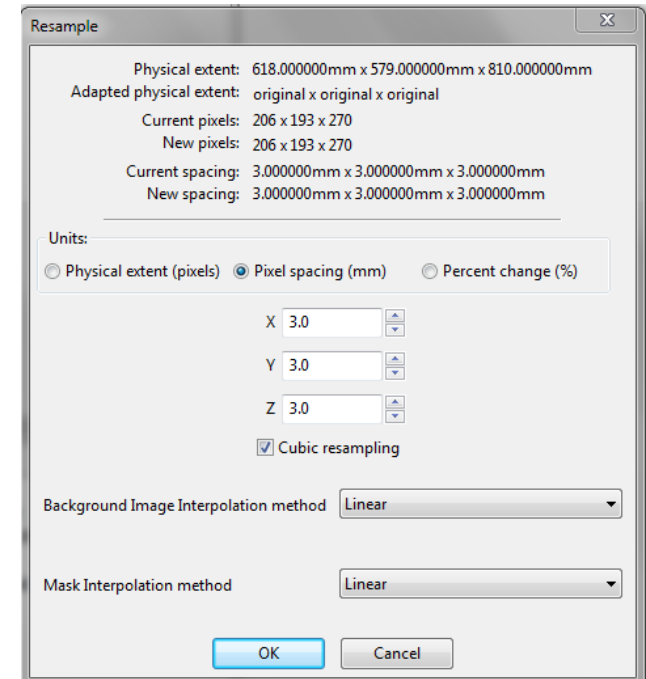 Resample
Physical extent: 618.000000mm x 579.000000mm x 810.000000mm
Adapted physical extent: original x original x original
Current pixels: 206 x 193 x 270
New pixels: 206 x 193 x 270
Current spacing: 3.000000mm x 3.000000mm x 3.000000mm
New spacing: 3.000000mm x 3.000000mm x 3.000000mm
Units:
Physical extent (pixels) Pixel spacing (mm) Percent change (%)
X 3.0
Y 3.0
Z 3.0
Cubic resampling
Background Image Interpolation method Linear
Mask Interpolation method Linear
OK Cancel